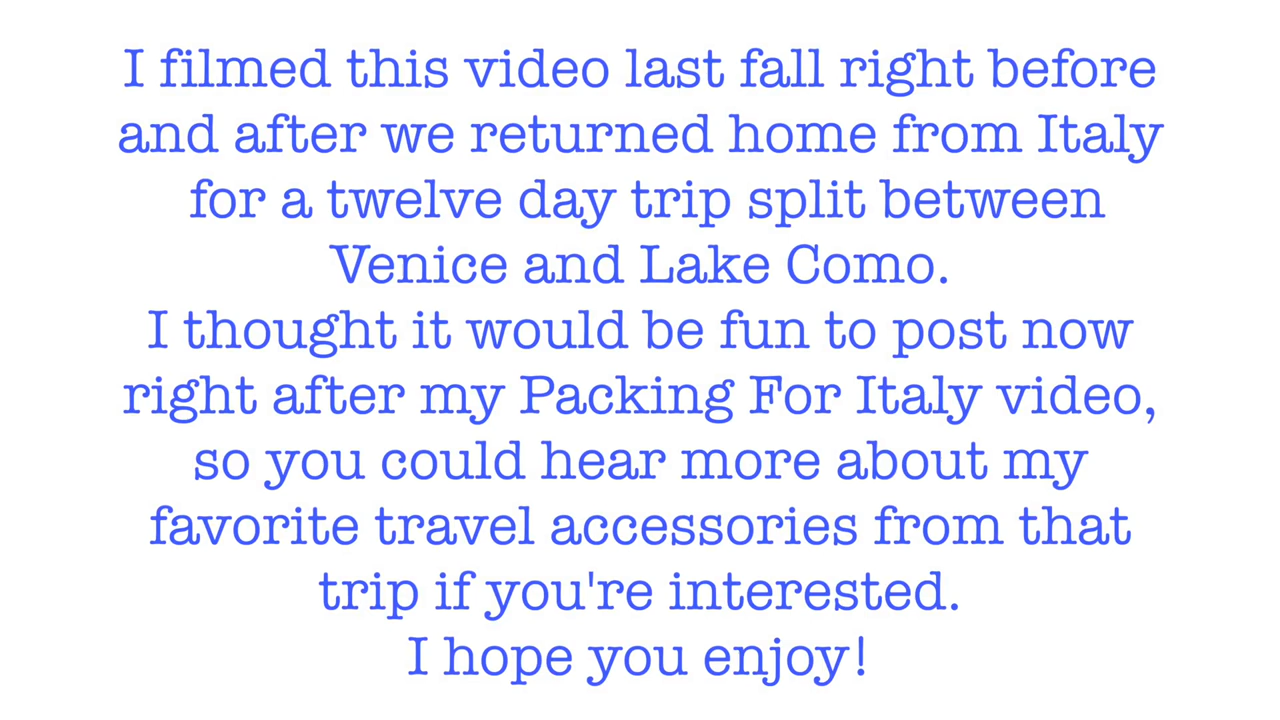 I filmed this video last fall right before
and after we returned home from Italy
for a twelve day trip split between
Venice and Lake Como.
I thought it would be fun to post now
right after my Packing For Italy video,
so you could hear more about my
favorite travel accessories from that
trip if you're interested.
I hope you enjoy!